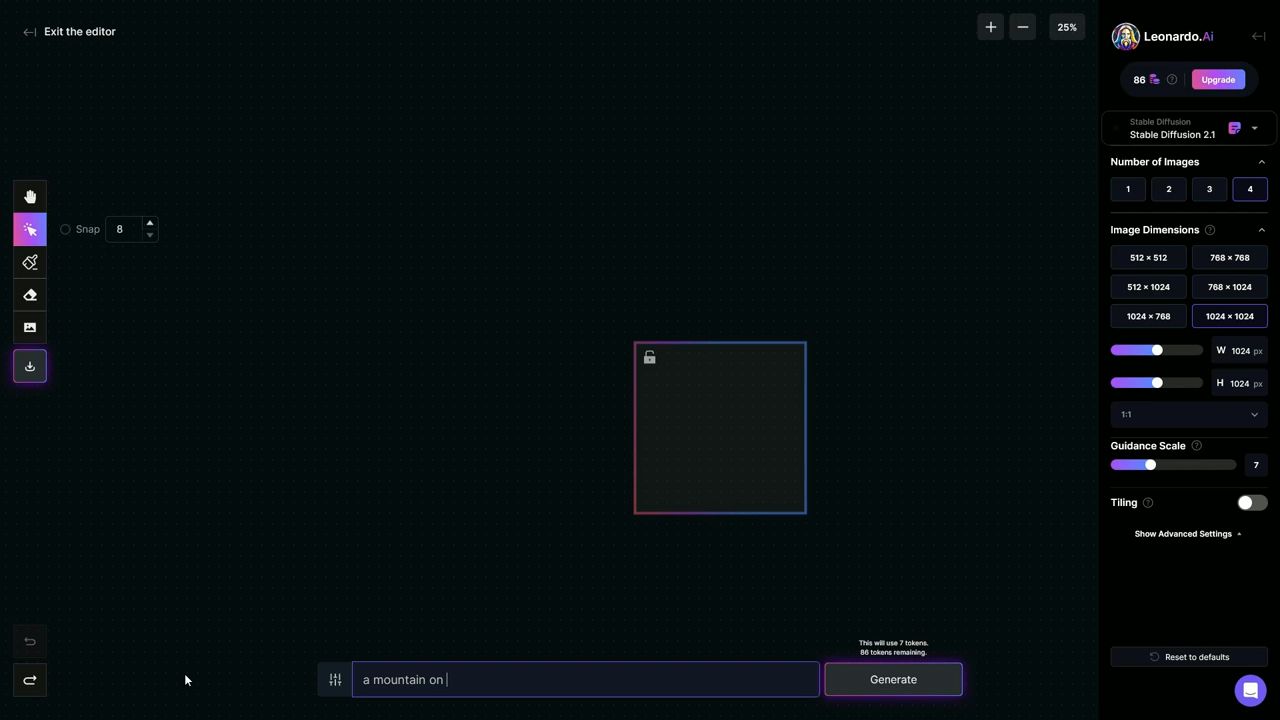 Exit the editor
25%
Leonardo.Ai
86
Upgrade
Stable Diffusion
Stable Diffusion 2.1
Number of Images
1 2 3 4
Snap 8
Image Dimensions
512 × 512 768 × 768
512 × 1024 768 × 1024
1024 × 768 1024 × 1024
W 1024 px
H 1024 px
1:1
Guidance Scale
7
Tiling
Show Advanced Settings
This will use 7 tokens.
86 tokens remaining.
a mountain on
Generate
Reset to defaults